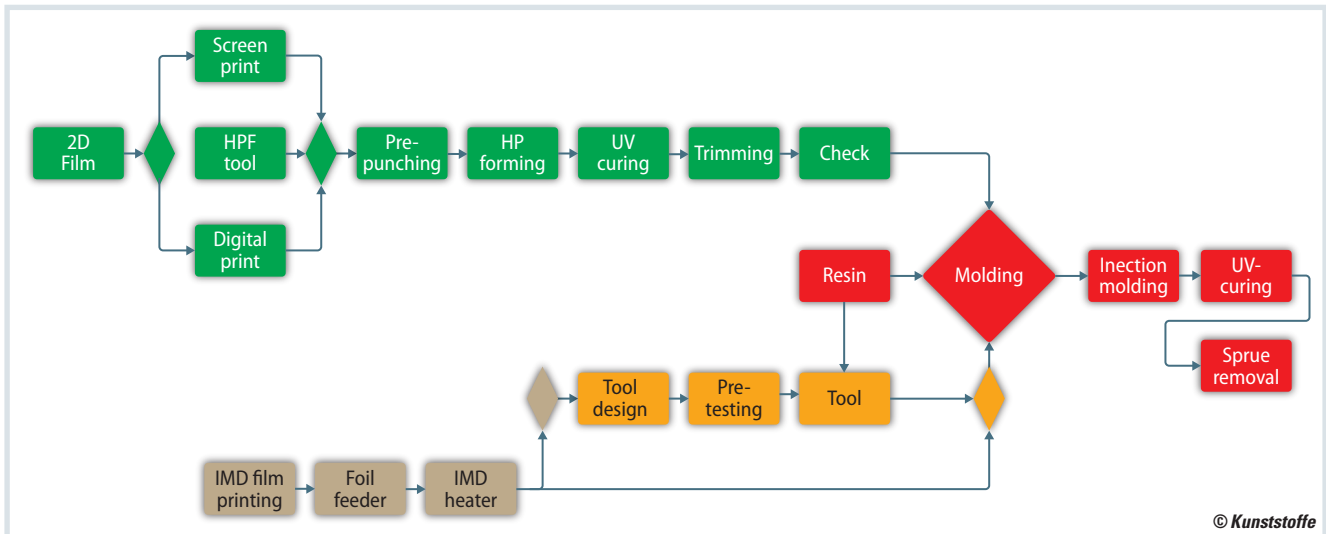 Screen
print
2D
Film
HPF
tool
Pre-
punching
HP
forming
UV
curing
Trimming
Check
Digital
print
Resin
Molding
Inection
molding
UV-
curing
Sprue
removal
Tool
design
Pre-
testing
Tool
IMD film
printing
Foil
feeder
IMD
heater
© Kunststoffe